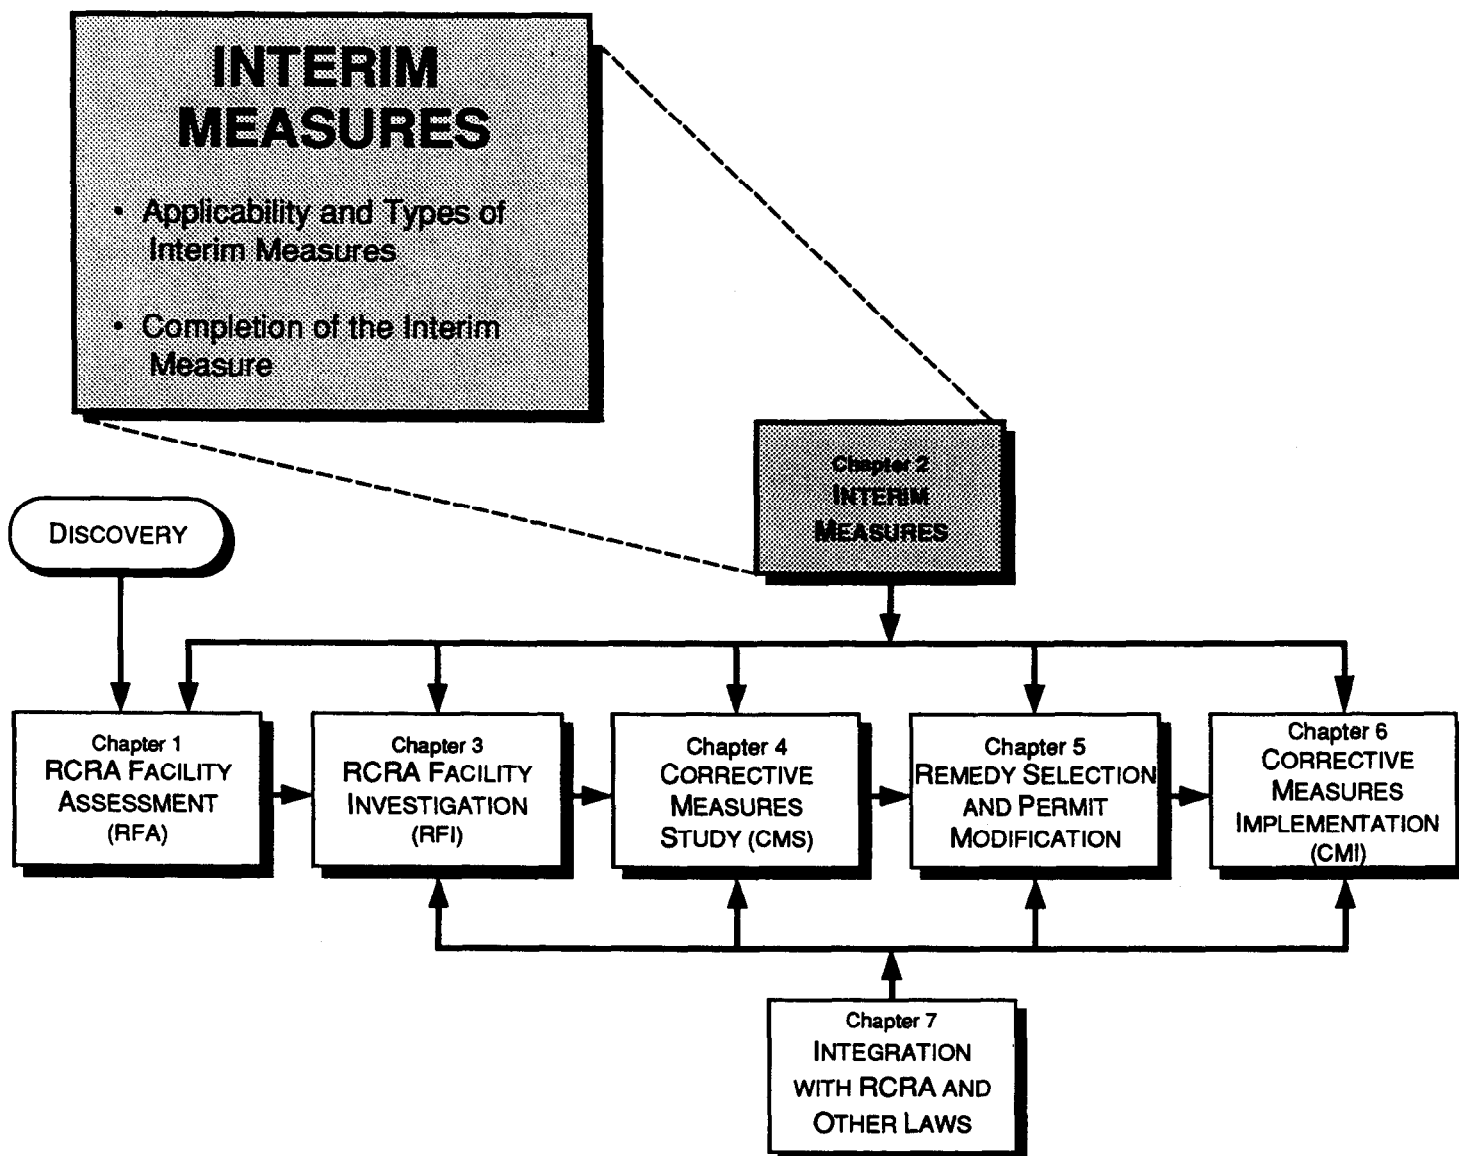 INTERIM
MEASURES
• Applicability and Types of
Interim Measures
• Completion of the Interim
Measure
Chapter 2
INTERIM
MEASURES
DISCOVERY
Chapter 1
RCRA FACILITY
ASSESSMENT
(RFA)
Chapter 3
RCRA FACILITY
INVESTIGATION
(RFI)
Chapter 4
CORRECTIVE
MEASURES
STUDY (CMS)
Chapter 5
REMEDY SELECTION
AND PERMIT
MODIFICATION
Chapter 6
CORRECTIVE
MEASURES
IMPLEMENTATION
(CMI)
Chapter 7
INTEGRATION
WITH RCRA AND
OTHER LAWS